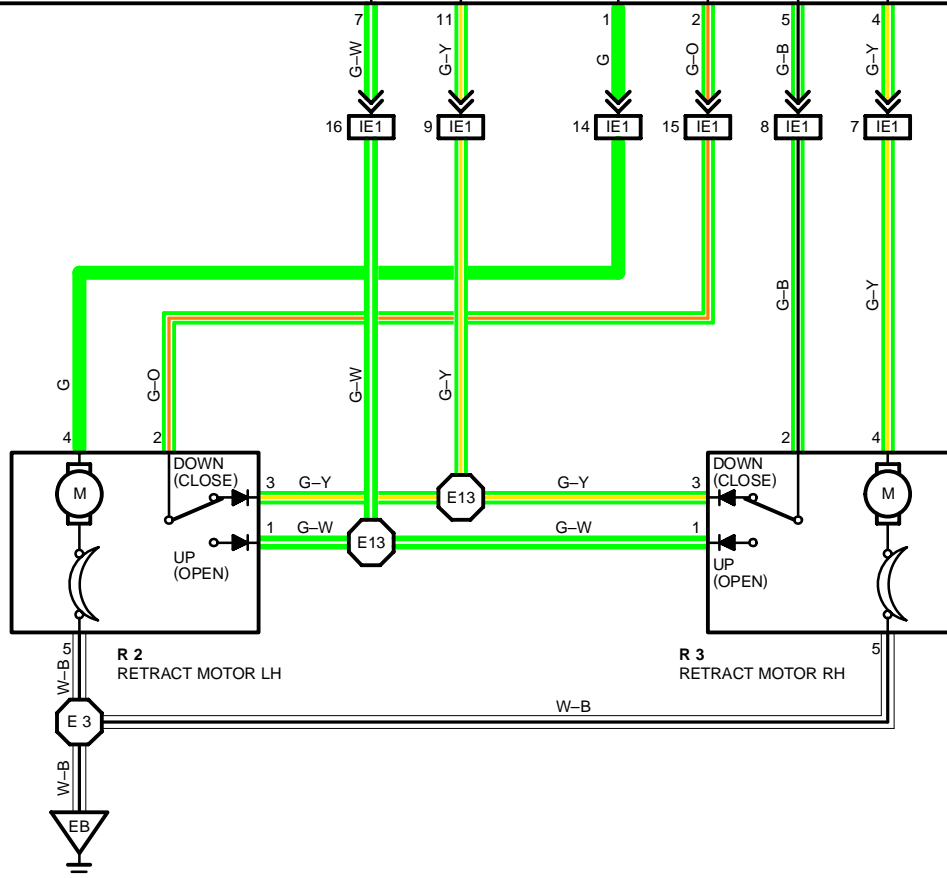 7 11 1 2 5 4
G–W G–Y G G–O G–B G–Y
16 IE1 9 IE1 14 IE1 15 IE1 8 IE1 7 IE1
G–B G–Y
G G–O G–W G–Y
4 2 2 4
DOWN
(CLOSE)
DOWN
(CLOSE)
M 3 G–Y E13 G–Y 3 M
1 G–W E13 G–W 1
UP
(OPEN)
UP
(OPEN)
5 R 2
RETRACT MOTOR LH
R 3 5
RETRACT MOTOR RH
W–B
E 3 W–B
W–B
EB